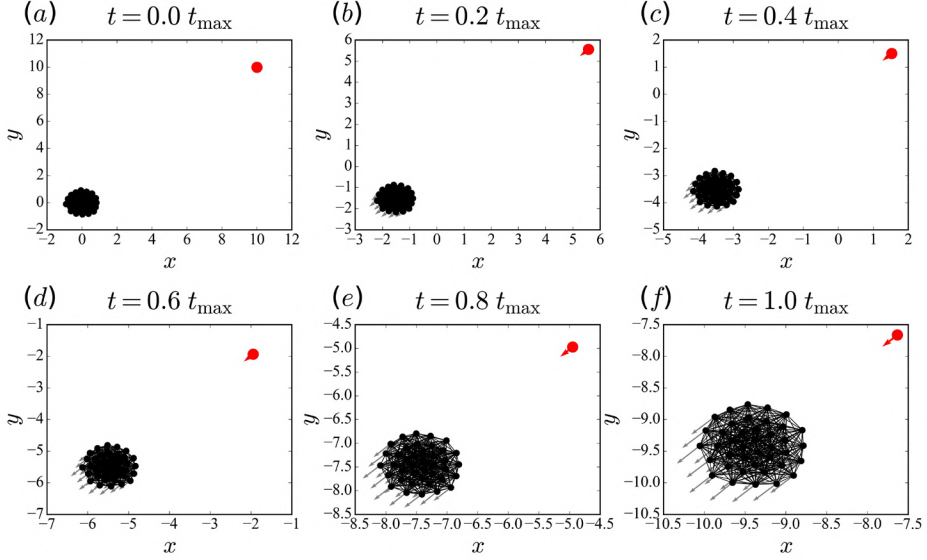 (a) t = 0.0 t_max
12
10
8
6
4
2
0
−2
y
−2 0 2 4 6 8 10 12
x
(b) t = 0.2 t_max
6
5
4
3
2
1
0
−1
−2
−3
y
−3 −2 −1 0 1 2 3 4 5 6
x
(c) t = 0.4 t_max
2
1
0
−1
−2
−3
−4
−5
y
−5 −4 −3 −2 −1 0 1 2
x
(d) t = 0.6 t_max
−1
−2
−3
−4
−5
−6
−7
y
−7 −6 −5 −4 −3 −2 −1
x
(e) t = 0.8 t_max
−4.5
−5.0
−5.5
−6.0
−6.5
−7.0
−7.5
−8.0
−8.5
y
−8.5 −8.0 −7.5 −7.0 −6.5 −6.0 −5.5 −5.0 −4.5
x
(f) t = 1.0 t_max
−7.5
−8.0
−8.5
−9.0
−9.5
−10.0
−10.5
y
−10.5 −10.0 −9.5 −9.0 −8.5 −8.0 −7.5
x